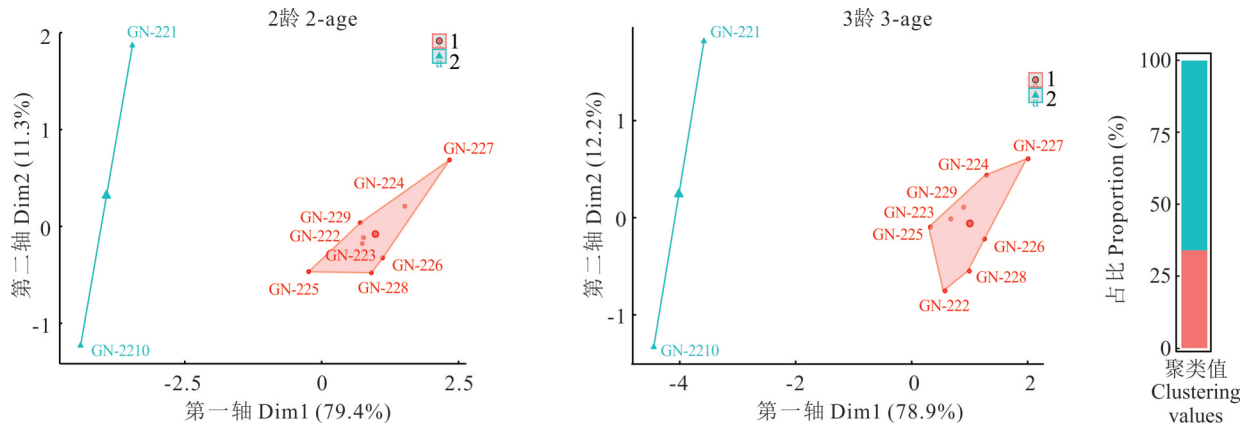 2龄 2-age
2
1
0
-1
第二轴 Dim2 (11.3%)
GN-221
1
2
GN-227
GN-224
GN-229
GN-222
GN-223
GN-226
GN-225
GN-228
GN-2210
-2.5
0
2.5
第一轴 Dim1 (79.4%)
3龄 3-age
1
0
-1
第二轴 Dim2 (12.2%)
GN-221
1
2
GN-227
GN-224
GN-229
GN-223
GN-225
GN-226
GN-228
GN-222
GN-2210
-4
-2
0
2
第一轴 Dim1 (78.9%)
占比 Proportion (%)
100
75
50
25
0
聚类值
Clustering
values